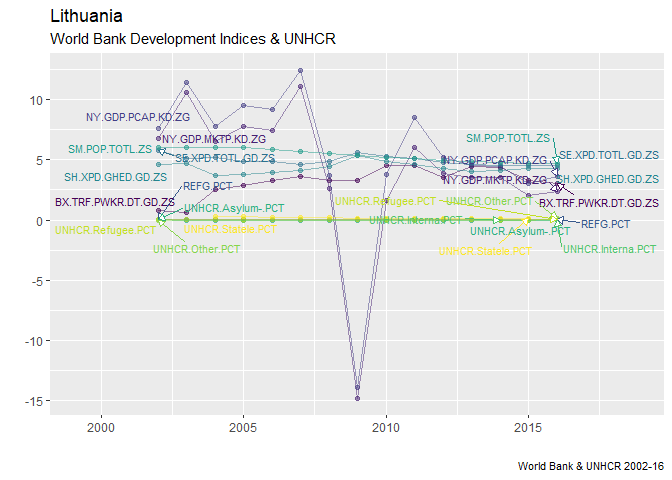 Lithuania
World Bank Development Indices & UNHCR
10
5
0
-5
-10
-15
NY.GDP.PCAP.KD.ZG
NY.GDP.MKTP.KD.ZG
SM.POP.TOTL.ZS
SE.XPD.TOTL.GD.ZS
SH.XPD.GHED.GD.ZS
REFG.PCT
BX.TRF.PWKR.DT.GD.ZS
UNHCR.Asylum-.PCT
UNHCR.Refugee.PCT
UNHCR.Statele.PCT
UNHCR.Other.PCT
SM.POP.TOTL.ZS
SE.XPD.TOTL.GD.ZS
NY.GDP.PCAP.KD.ZG
NY.GDP.MKTP.KD.ZG
SH.XPD.GHED.GD.ZS
UNHCR.Refugee.PCT
UNHCR.Other.PCT
BX.TRF.PWKR.DT.GD.ZS
UNHCR.Interna.PCT
REFG.PCT
UNHCR.Asylum-.PCT
UNHCR.Statele.PCT
UNHCR.Interna.PCT
2000
2005
2010
2015
World Bank & UNHCR 2002-16